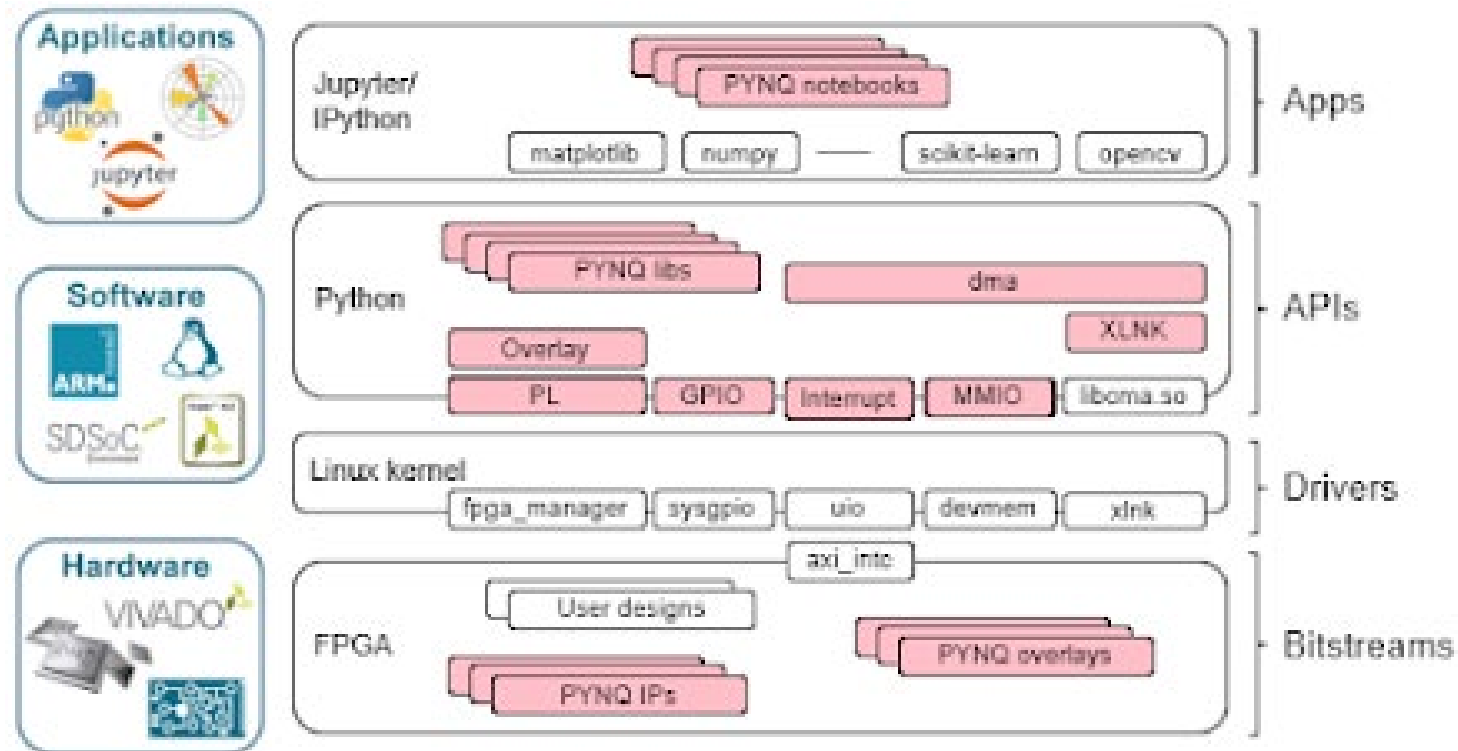 Applications
python
jupyter
Jupyter/
IPython
PYNQ notebooks
matplotlib
numpy
scikit-learn
opencv
Apps
Software
ARM
SDSoC
Python
PYNQ libs
dma
XLNK
Overlay
PL
GPIO
Interrupt
MMIO
libcma.so
APIs
Linux kernel
fpga_manager
sysgpio
uio
devmem
xlnk
Drivers
Hardware
VIVADO
FPGA
axi_intc
User designs
PYNQ overlays
PYNQ IPs
Bitstreams